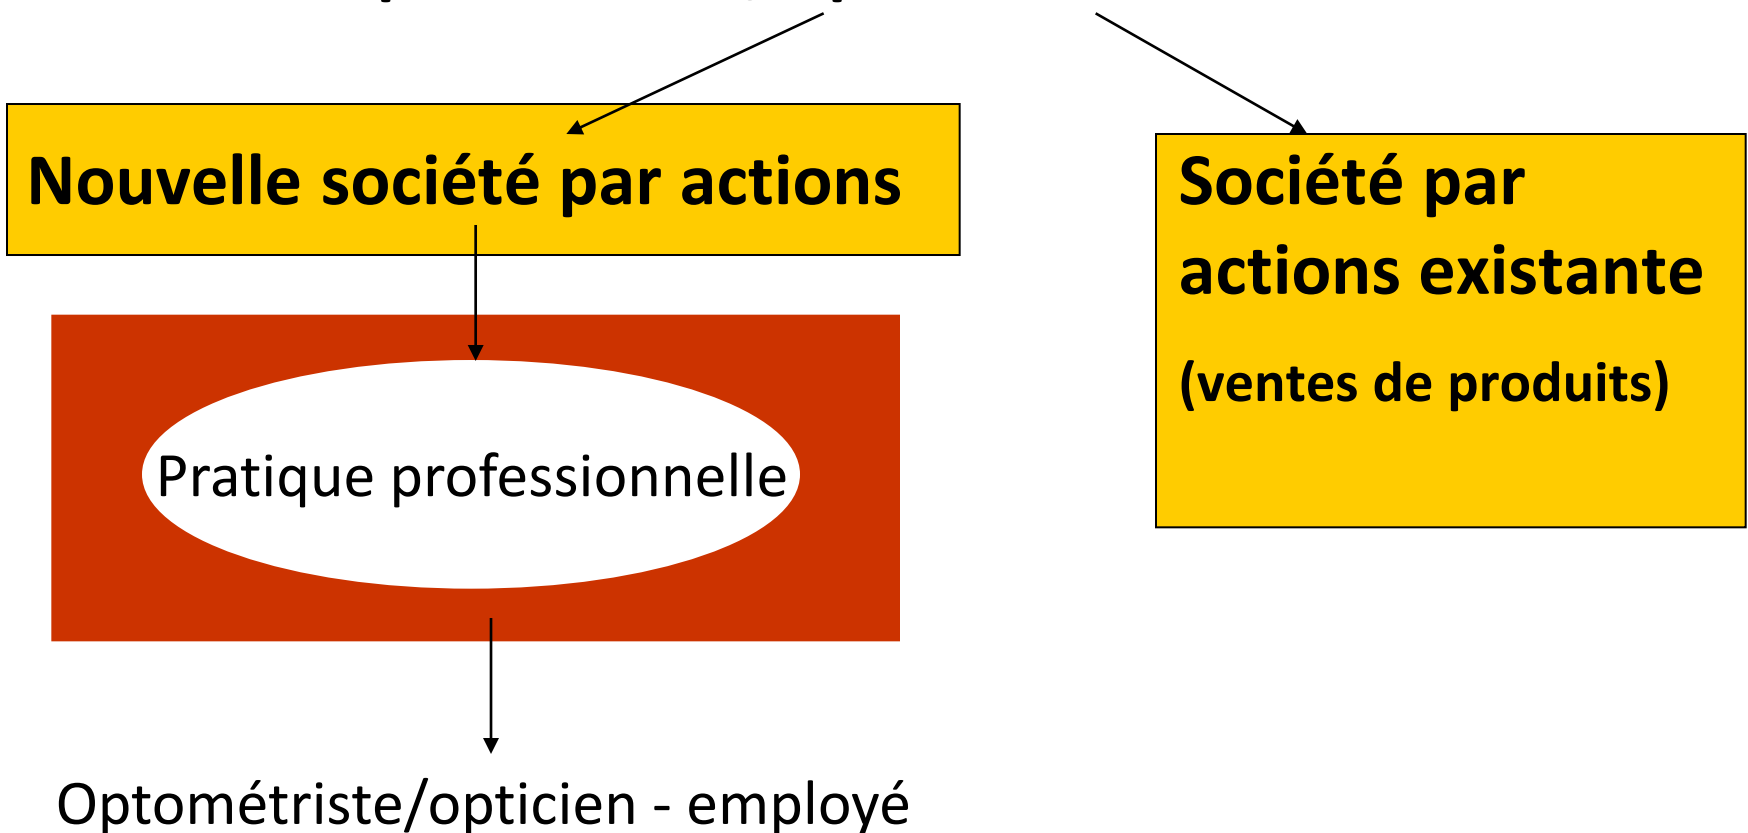 Nouvelle société par actions
Société par
actions existante
(ventes de produits)
Pratique professionnelle
Optométriste/opticien - employé